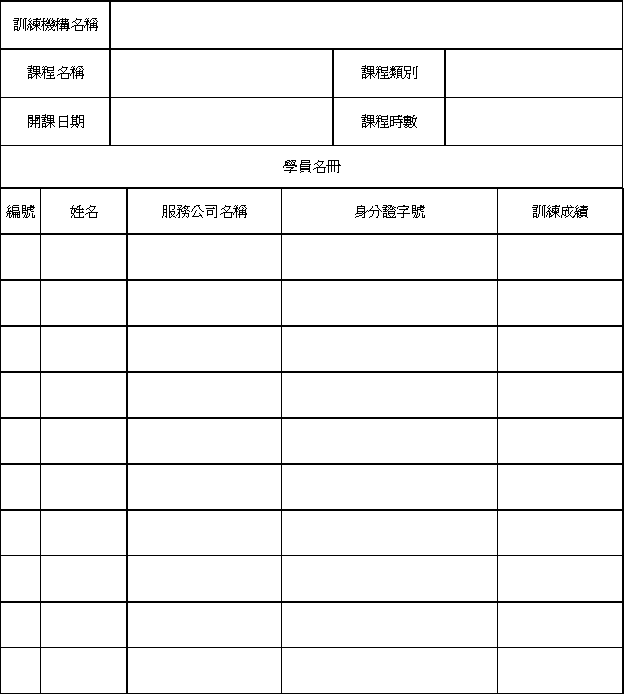 訓練機構名稱
課程名稱 課程類別
開課日期 課程時數
學員名冊
編號 姓名 服務公司名稱 身分證字號 訓練成績